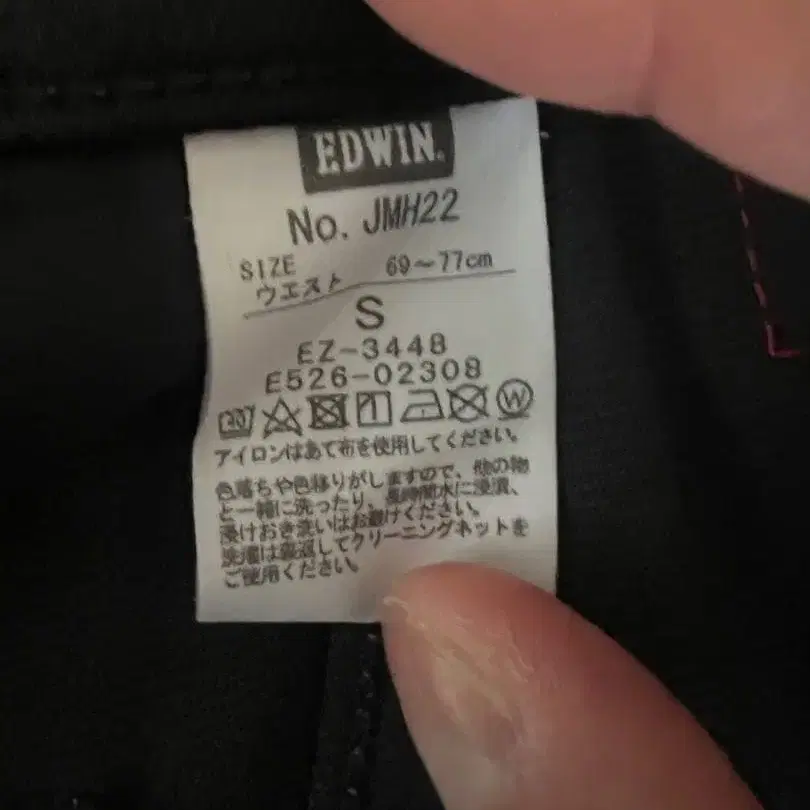 EDWIN.
No. JMH22
SIZE 69～77cm
ウエスト
S
EZ-3448
E526-02308
40 W
アイロンはあて布を使用してください。
色落ちや色移りがしますので、他の物
と一緒に洗ったり、長時間水に浸漬、
浸けおき洗いはお避けください。
洗濯は裏返してクリーニングネットを
ご使用ください。